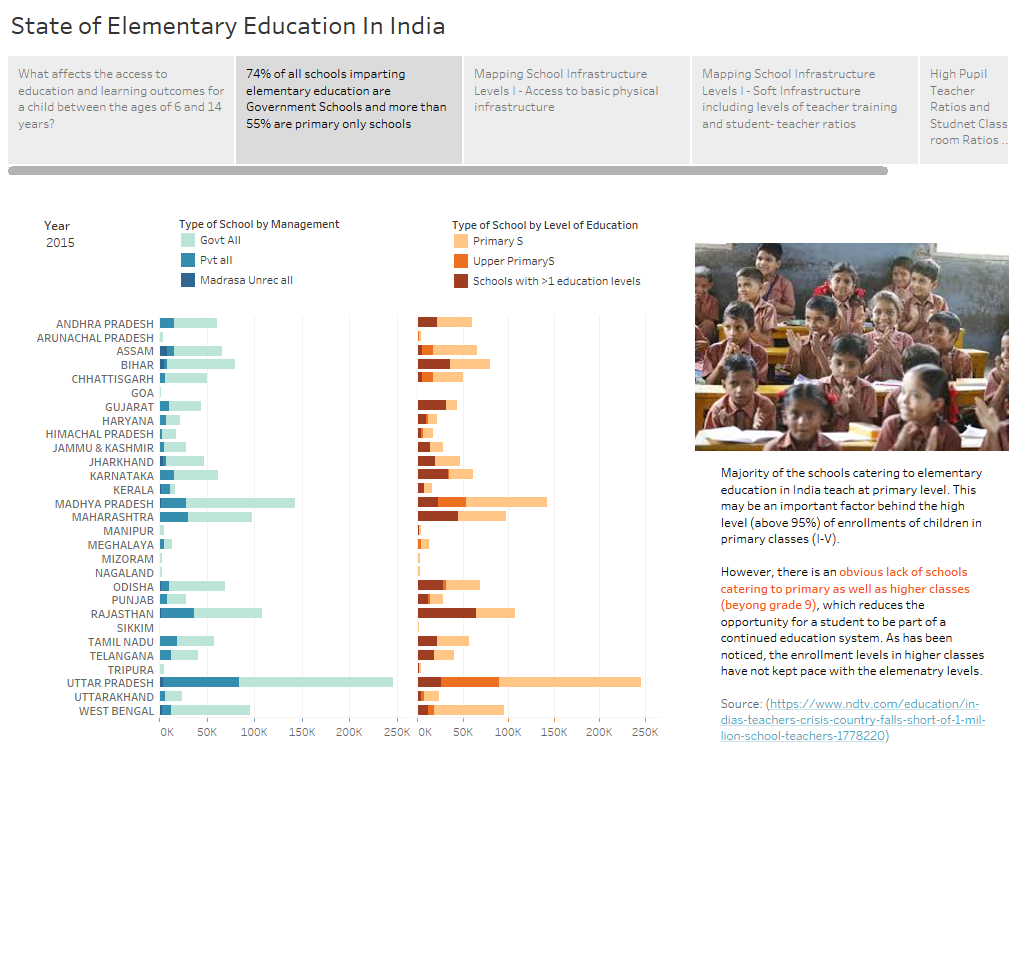 State of Elementary Education In India
What affects the access to
education and learning outcomes for
a child between the ages of 6 and 14
years?
74% of all schools imparting
elementary education are
Government Schools and more than
55% are primary only schools
Mapping School Infrastructure
Levels I - Access to basic physical
infrastructure
Mapping School Infrastructure
Levels I - Soft Infrastructure
including levels of teacher training
and student- teacher ratios
High Pupil
Teacher
Ratios and
Studnet Class
room Ratios ..
Year
2015
Type of School by Management
Govt All
Pvt all
Madrasa Unrec all
Type of School by Level of Education
Primary S
Upper PrimaryS
Schools with >1 education levels
ANDHRA PRADESH
ARUNACHAL PRADESH
ASSAM
BIHAR
CHHATTISGARH
GOA
GUJARAT
HARYANA
HIMACHAL PRADESH
JAMMU & KASHMIR
JHARKHAND
KARNATAKA
KERALA
MADHYA PRADESH
MAHARASHTRA
MANIPUR
MEGHALAYA
MIZORAM
NAGALAND
ODISHA
PUNJAB
RAJASTHAN
SIKKIM
TAMIL NADU
TELANGANA
TRIPURA
UTTAR PRADESH
UTTARAKHAND
WEST BENGAL
0K 50K 100K 150K 200K 250K
0K 50K 100K 150K 200K 250K
Majority of the schools catering to elementary
education in India teach at primary level. This
may be an important factor behind the high
level (above 95%) of enrollments of children in
primary classes (I-V).
However, there is an obvious lack of schools
catering to primary as well as higher classes
(beyong grade 9), which reduces the
opportunity for a student to be part of a
continued education system. As has been
noticed, the enrollment levels in higher classes
have not kept pace with the elemenatry levels.
Source: (https://www.ndtv.com/education/in-
dias-teachers-crisis-country-falls-short-of-1-mil-
lion-school-teachers-1778220)